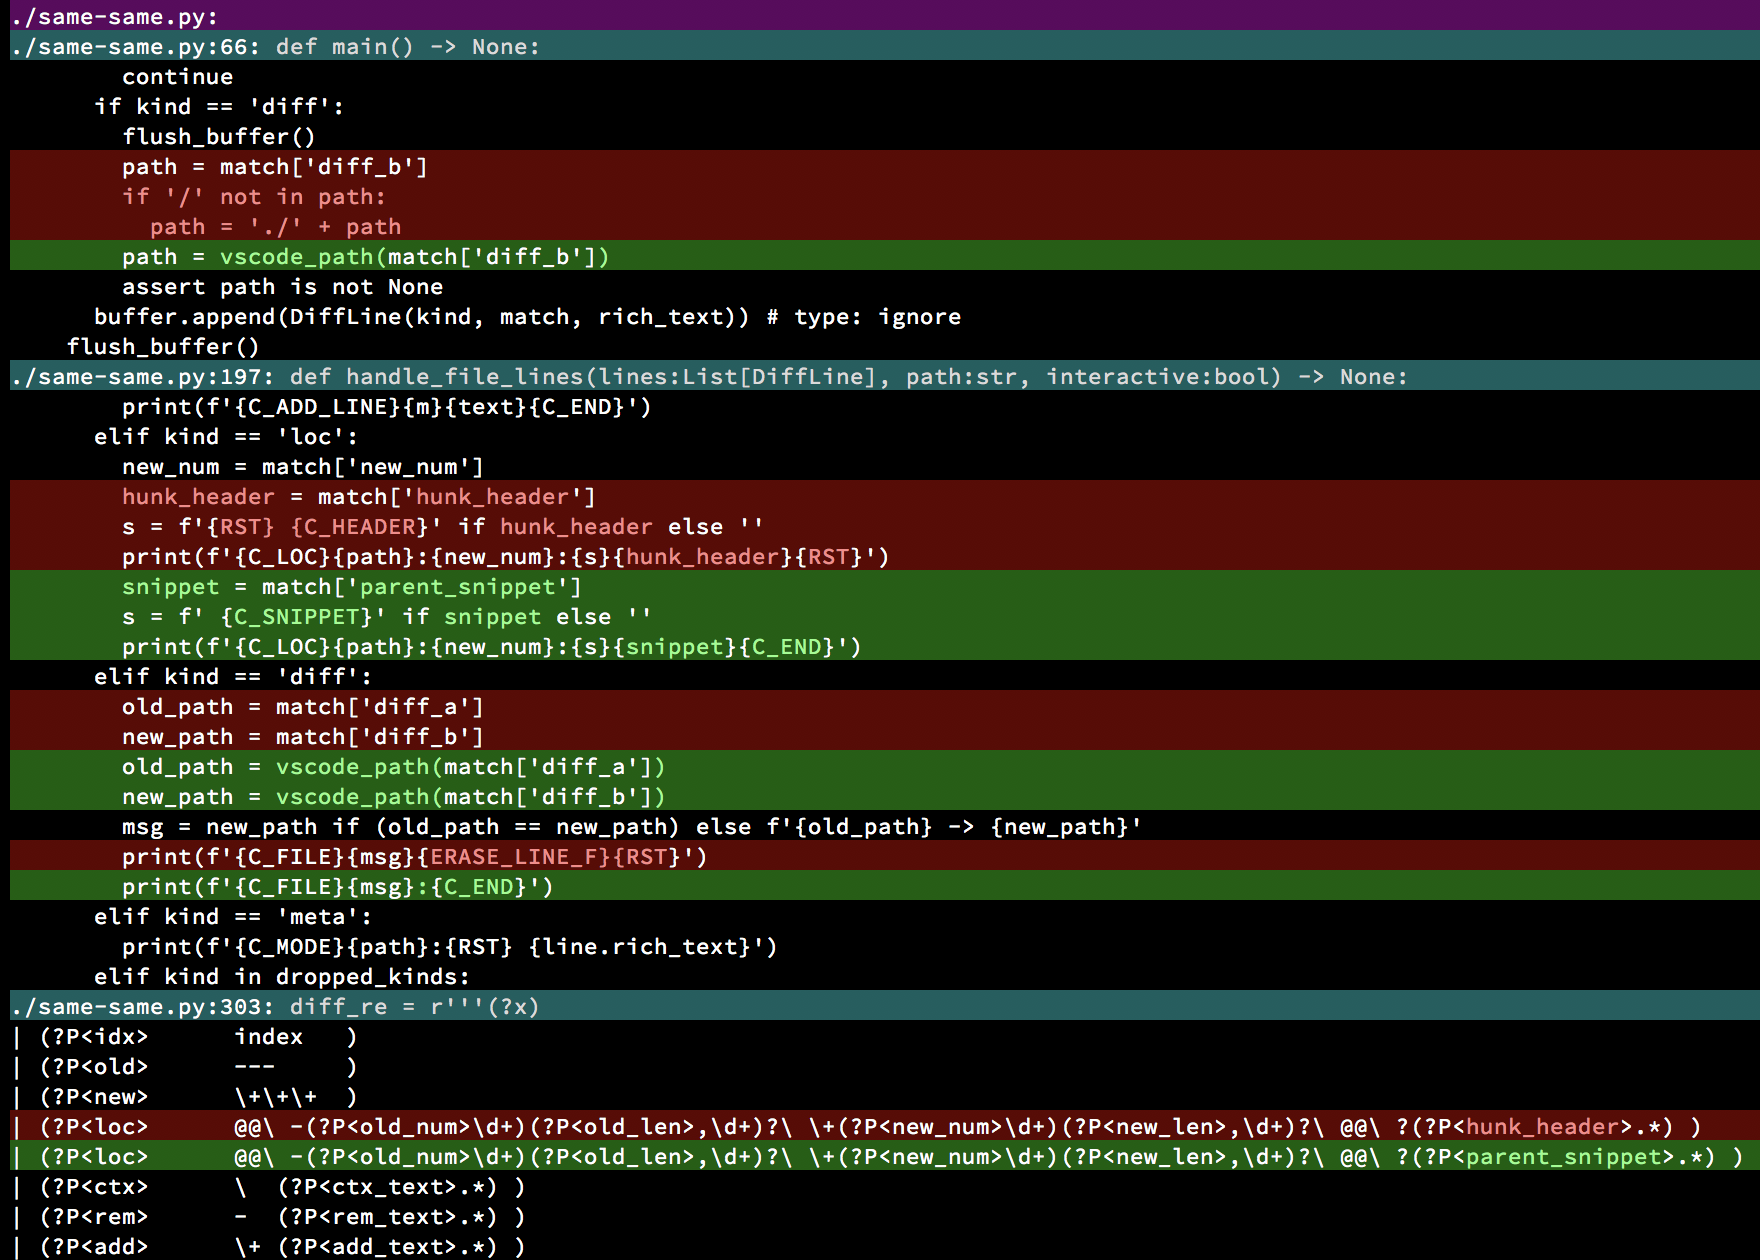 ./same-same.py:
./same-same.py:66: def main() -> None:
        continue
      if kind == 'diff':
        flush_buffer()
        path = match['diff_b']
        if '/' not in path:
          path = './' + path
        path = vscode_path(match['diff_b'])
        assert path is not None
      buffer.append(DiffLine(kind, match, rich_text)) # type: ignore
    flush_buffer()
./same-same.py:197: def handle_file_lines(lines:List[DiffLine], path:str, interactive:bool) -> None:
        print(f'{C_ADD_LINE}{m}{text}{C_END}')
      elif kind == 'loc':
        new_num = match['new_num']
        hunk_header = match['hunk_header']
        s = f'{RST} {C_HEADER}' if hunk_header else ''
        print(f'{C_LOC}{path}:{new_num}:{s}{hunk_header}{RST}')
        snippet = match['parent_snippet']
        s = f' {C_SNIPPET}' if snippet else ''
        print(f'{C_LOC}{path}:{new_num}:{s}{snippet}{C_END}')
      elif kind == 'diff':
        old_path = match['diff_a']
        new_path = match['diff_b']
        old_path = vscode_path(match['diff_a'])
        new_path = vscode_path(match['diff_b'])
        msg = new_path if (old_path == new_path) else f'{old_path} -> {new_path}'
        print(f'{C_FILE}{msg}{ERASE_LINE_F}{RST}')
        print(f'{C_FILE}{msg}:{C_END}')
      elif kind == 'meta':
        print(f'{C_MODE}{path}:{RST} {line.rich_text}')
      elif kind in dropped_kinds:
./same-same.py:303: diff_re = r'''(?x)
| (?P<idx>      index   )
| (?P<old>      ---     )
| (?P<new>      \+\+\+  )
| (?P<loc>      @@\ -(?P<old_num>\d+)(?P<old_len>,\d+)?\ \+(?P<new_num>\d+)(?P<new_len>,\d+)?\ @@\ ?(?P<hunk_header>.*) )
| (?P<loc>      @@\ -(?P<old_num>\d+)(?P<old_len>,\d+)?\ \+(?P<new_num>\d+)(?P<new_len>,\d+)?\ @@\ ?(?P<parent_snippet>.*) )
| (?P<ctx>      \  (?P<ctx_text>.*) )
| (?P<rem>      -  (?P<rem_text>.*) )
| (?P<add>      \+ (?P<add_text>.*) )